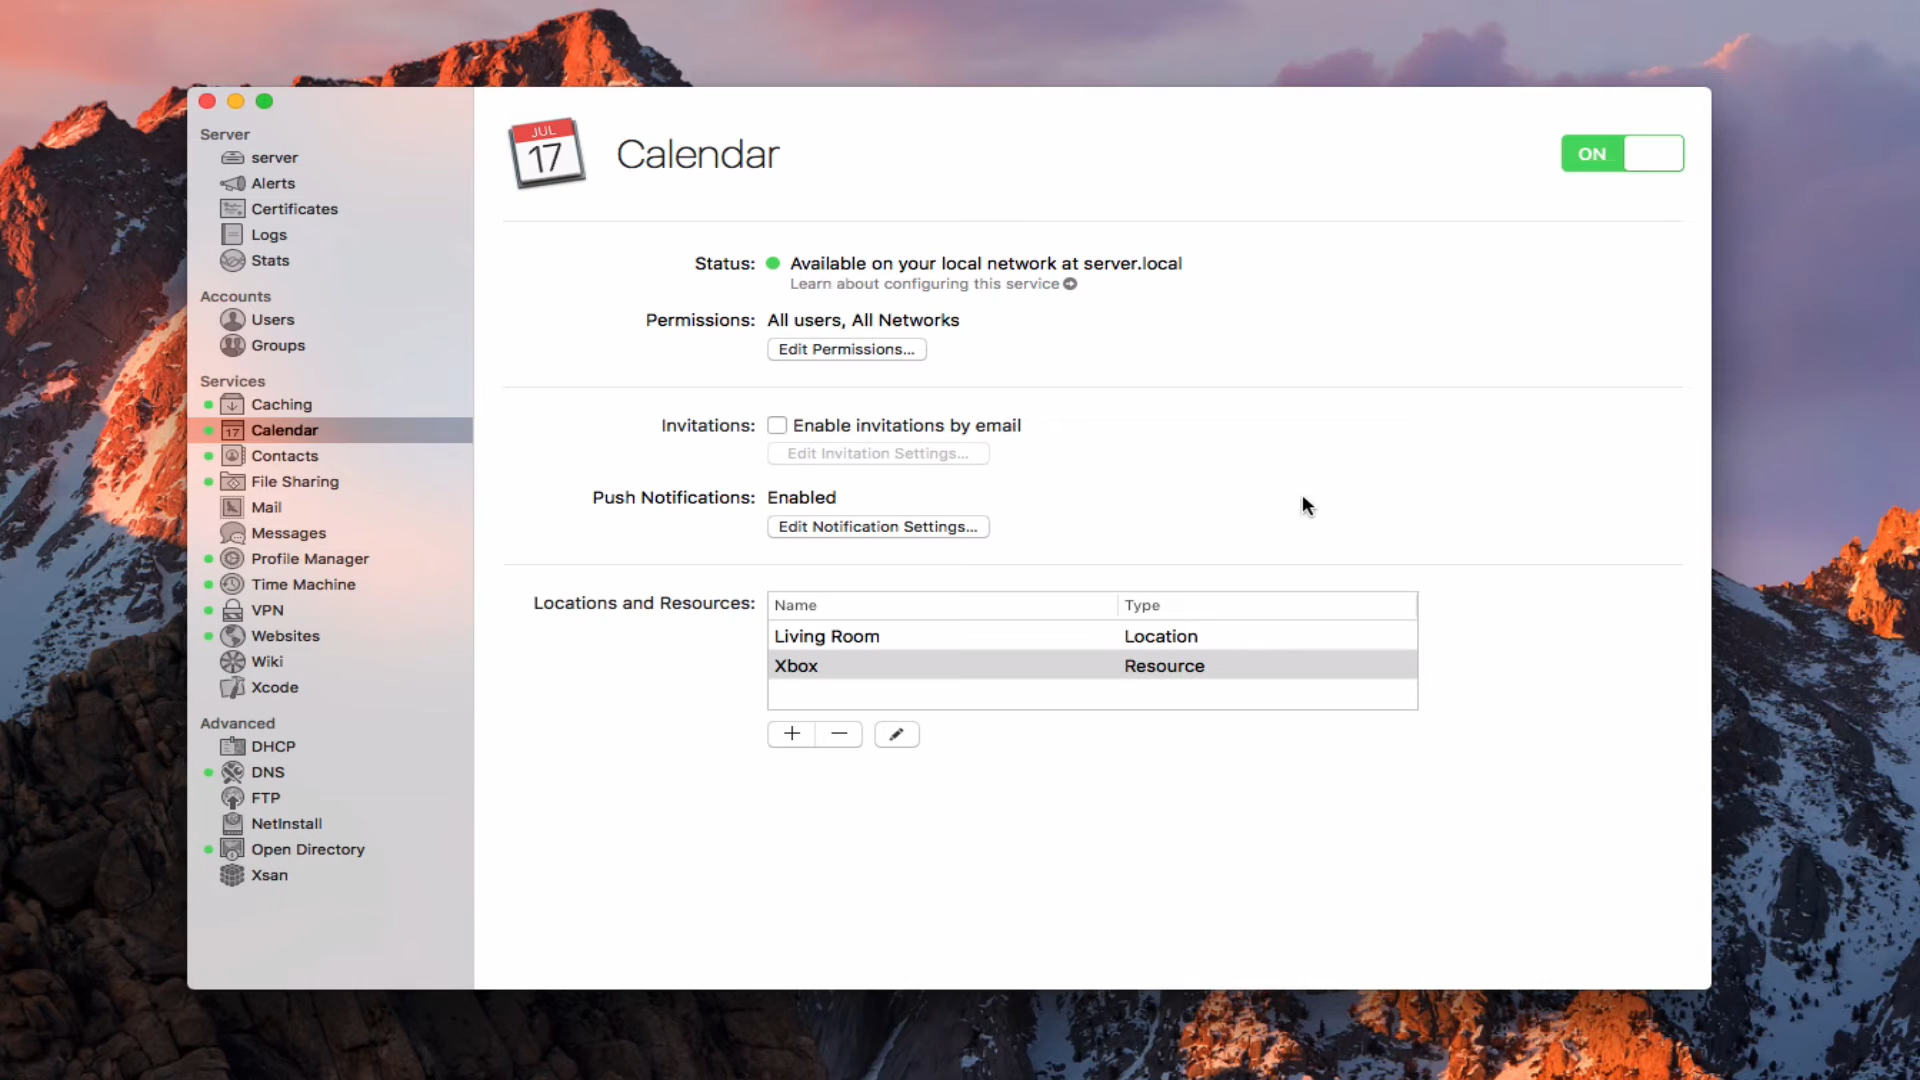 Server
server
Alerts
Certificates
Logs
Stats
Accounts
Users
Groups
Services
Caching
17 Calendar
Contacts
File Sharing
Mail
Messages
Profile Manager
Time Machine
VPN
Websites
Wiki
Xcode
Advanced
DHCP
DNS
FTP
NetInstall
Open Directory
Xsan
JUL
17
Calendar
ON
Status: Available on your local network at server.local
Learn about configuring this service
Permissions: All users, All Networks
Edit Permissions...
Invitations: Enable invitations by email
Edit Invitation Settings...
Push Notifications: Enabled
Edit Notification Settings...
Locations and Resources: Name Type
Living Room Location
Xbox Resource